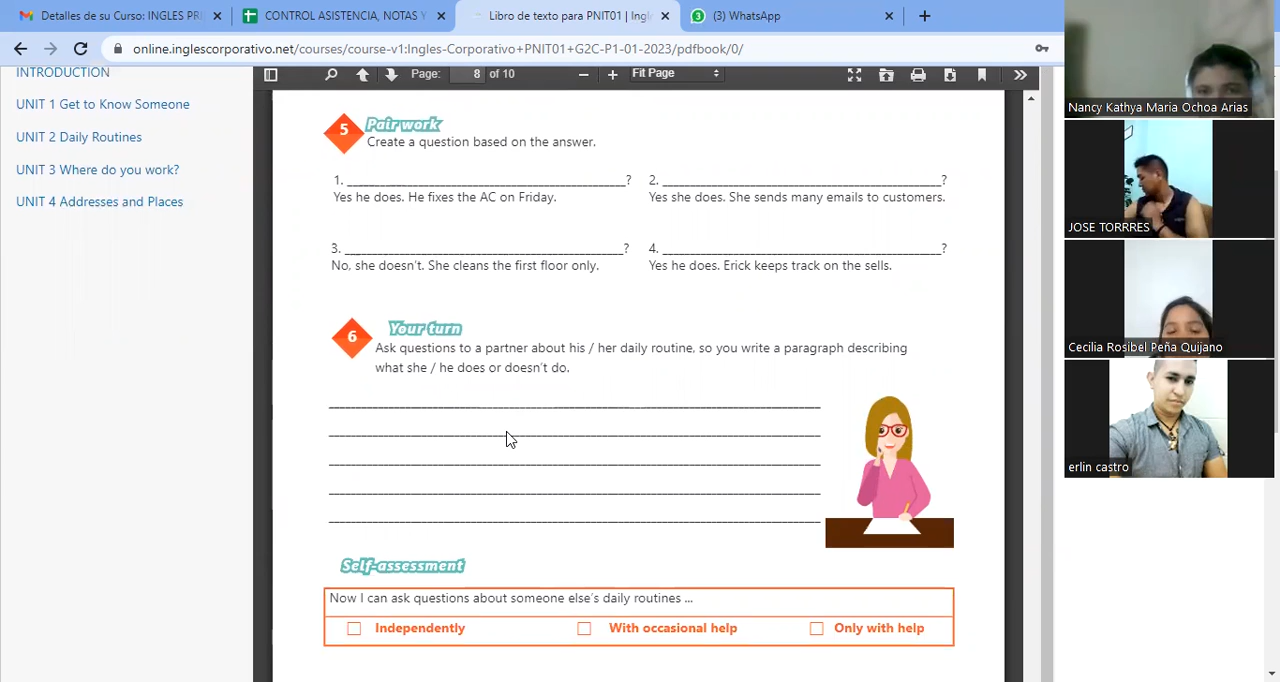 Detalles de su Curso: INGLES PRI
CONTROL ASISTENCIA, NOTAS Y
Libro de texto para PNIT01 | Ingl
(3) WhatsApp
online.inglescorporativo.net/courses/course-v1:Ingles-Corporativo+PNIT01+G2C-P1-01-2023/pdfbook/0/
INTRODUCTION
UNIT 1 Get to Know Someone
UNIT 2 Daily Routines
UNIT 3 Where do you work?
UNIT 4 Addresses and Places
Page: 8 of 10
Fit Page
5 Pair work
Create a question based on the answer.
1. ______________________________?
Yes he does. He fixes the AC on Friday.
2. ______________________________?
Yes she does. She sends many emails to customers.
3. ______________________________?
No, she doesn't. She cleans the first floor only.
4. ______________________________?
Yes he does. Erick keeps track on the sells.
6 Your turn
Ask questions to a partner about his / her daily routine, so you write a paragraph describing
what she / he does or doesn't do.
Self-assessment
Now I can ask questions about someone else's daily routines ...
Independently
With occasional help
Only with help
Nancy Kathya Maria Ochoa Arias
JOSE TORRRES
Cecilia Rosibel Peña Quijano
erlin castro